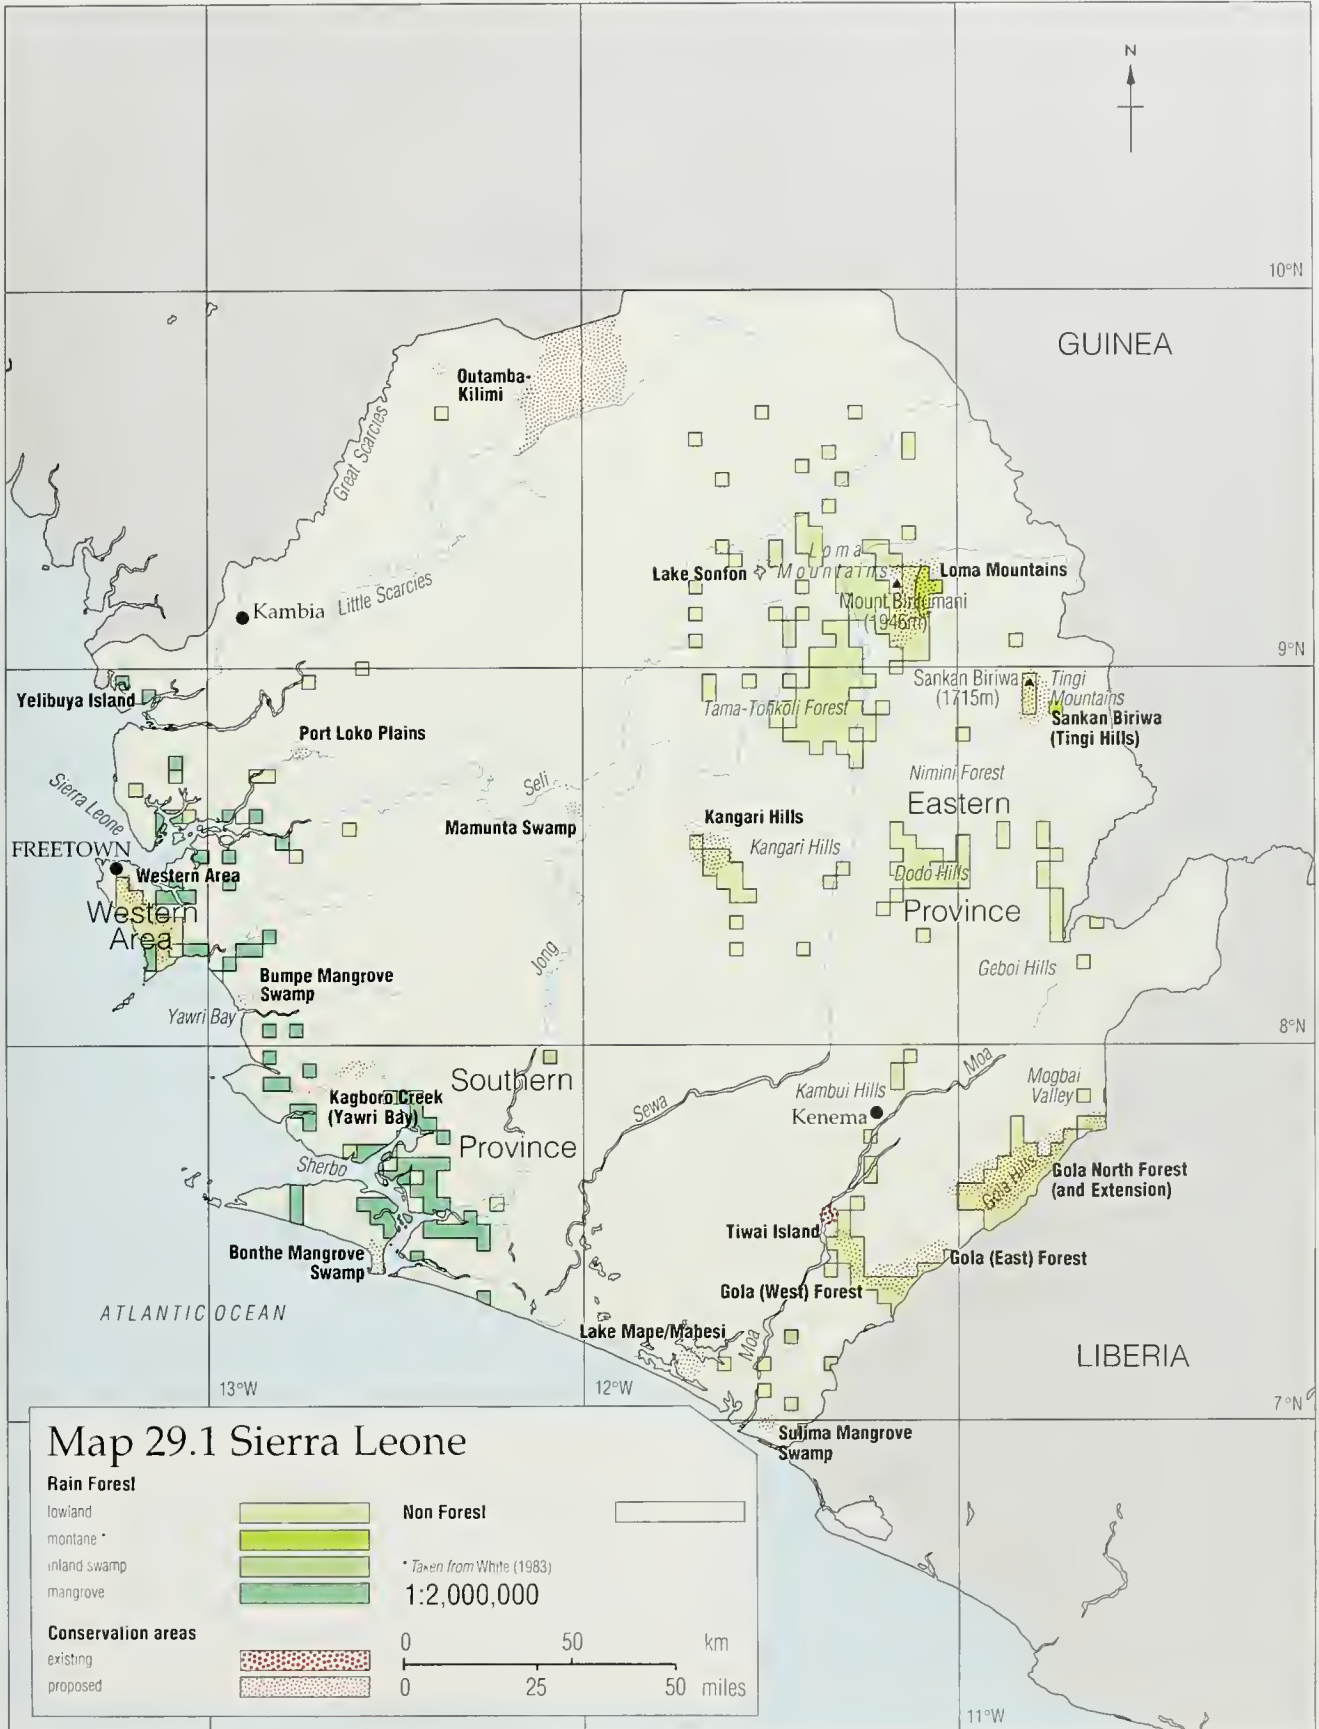 N
10°N
GUINEA
Outamba-
Kilimi
Great Scarcies
Loma
Mountains
Lake Sonfon
Loma Mountains
Little Scarcies
Kambia
Mount Bintumani
(1946m)
9°N
Yelibuya Island
Sankan Biriwa
(1715m)
Tingi
Mountains
Tama-Tonkoli Forest
Sankan Biriwa
(Tingi Hills)
Port Loko Plains
Nimini Forest
Seli
Sierra Leone
Eastern
Kangari Hills
Mamunta Swamp
Kangari Hills
FREETOWN
Western Area
Dodo Hills
Western
Area
Province
Jong
Geboi Hills
Bumpe Mangrove
Swamp
Yawri Bay
8°N
Moa
Southern
Mogbai
Valley
Kambui Hills
Kagboro Creek
(Yawri Bay)
Sewa
Kenema
Province
Sherbo
Gola Hills
Gola North Forest
(and Extension)
Tiwai Island
Bonthe Mangrove
Swamp
Gola (East) Forest
Gola (West) Forest
ATLANTIC OCEAN
Lake Mape/Mabesi
Moa
LIBERIA
13°W
12°W
7°N
Sulima Mangrove
Swamp
Map 29.1 Sierra Leone
Rain Forest
lowland
Non Forest
montane *
inland swamp
* Taken from White (1983)
mangrove
1:2,000,000
Conservation areas
0 50 km
existing
proposed
0 25 50 miles
11°W